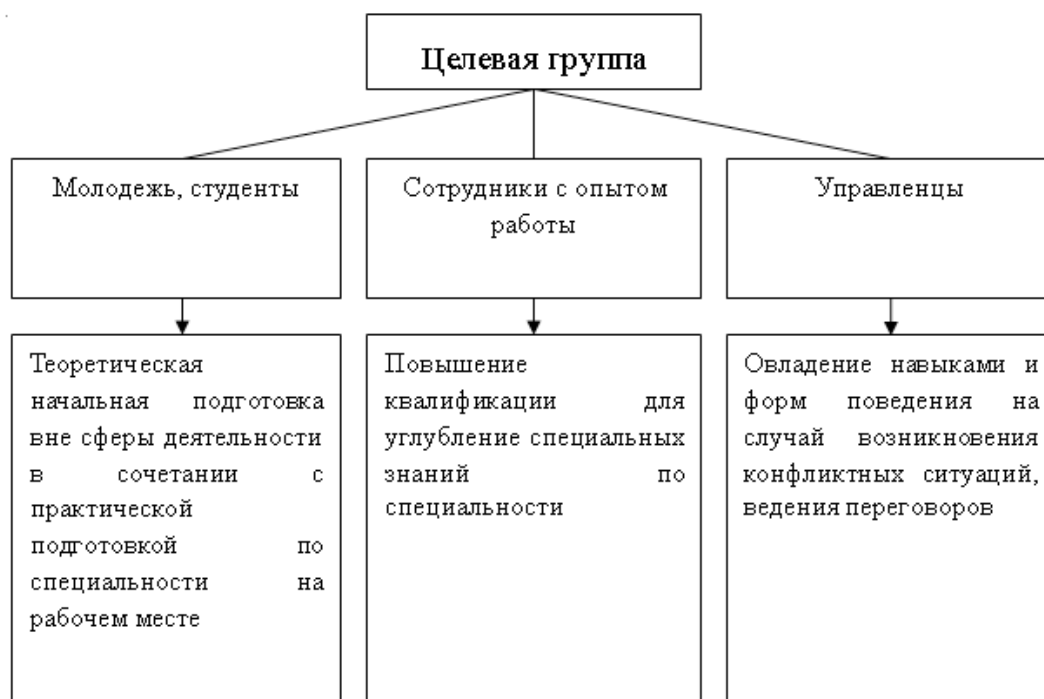 Целевая группа
Молодежь, студенты
Сотрудники с опытом
работы
Управленцы
Теоретическая
начальная подготовка
вне сферы деятельности
в сочетании с
практической
подготовкой по
специальности на
рабочем месте
Повышение
квалификации для
углубление специальных
знаний по
специальности
Овладение навыками и
форм поведения на
случай возникновения
конфликтных ситуаций,
ведения переговоров